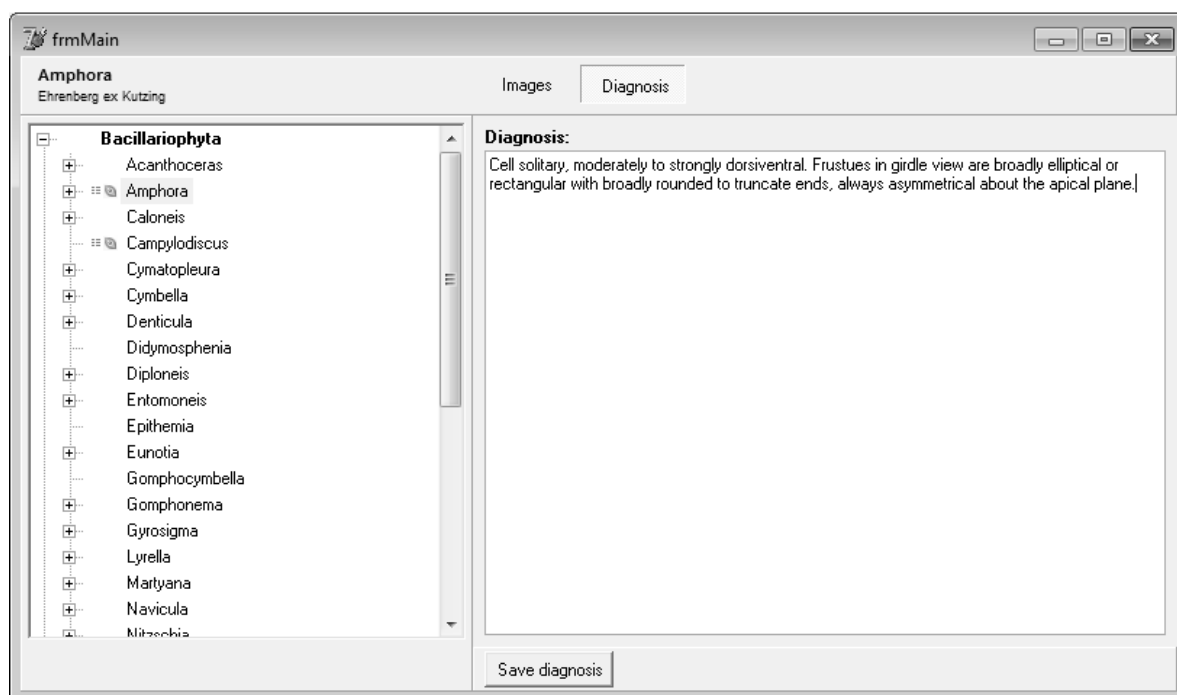 frmMain
Amphora
Ehrenberg ex Kutzing
Images
Diagnosis
Bacillariophyta
Acanthoceras
Amphora
Caloneis
Campylodiscus
Cymatopleura
Cymbella
Denticula
Didymosphenia
Diploneis
Entomoneis
Epithemia
Eunotia
Gomphocymbella
Gomphonema
Gyrosigma
Lyrella
Martyana
Navicula
Nitzschia
Diagnosis:
Cell solitary, moderately to strongly dorsiventral. Frustues in girdle view are broadly elliptical or
rectangular with broadly rounded to truncate ends, always asymmetrical about the apical plane.
Save diagnosis